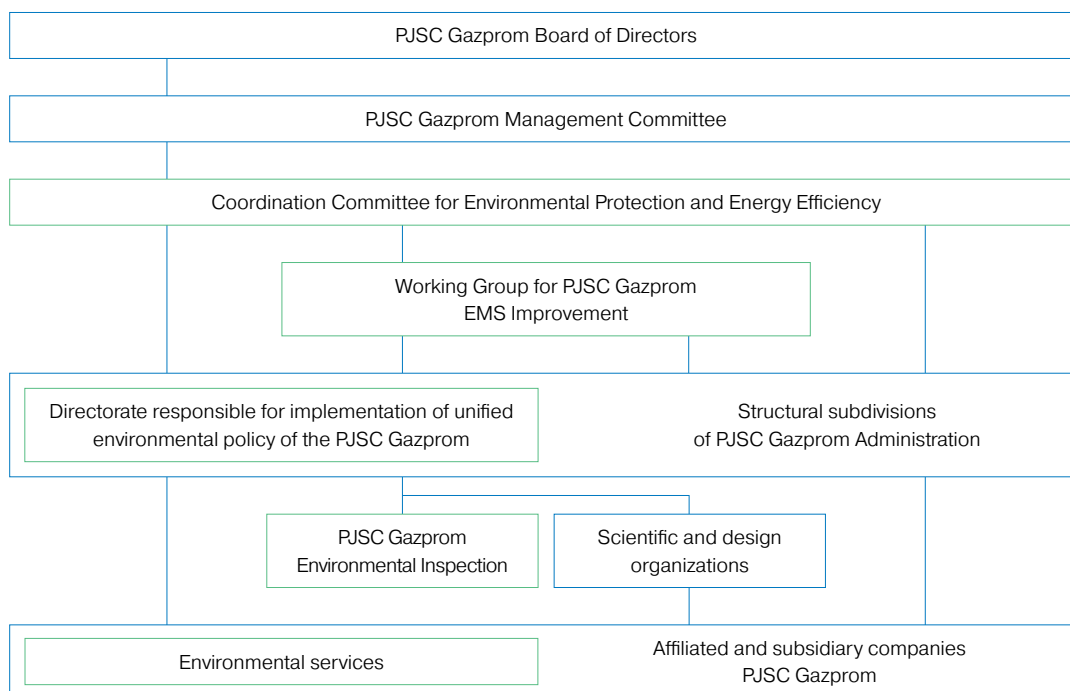 PJSC Gazprom Board of Directors
PJSC Gazprom Management Committee
Coordination Committee for Environmental Protection and Energy Efficiency
Working Group for PJSC Gazprom
EMS Improvement
Directorate responsible for implementation of unified
environmental policy of the PJSC Gazprom
Structural subdivisions
of PJSC Gazprom Administration
PJSC Gazprom
Environmental Inspection
Scientific and design
organizations
Environmental services
Affiliated and subsidiary companies
PJSC Gazprom